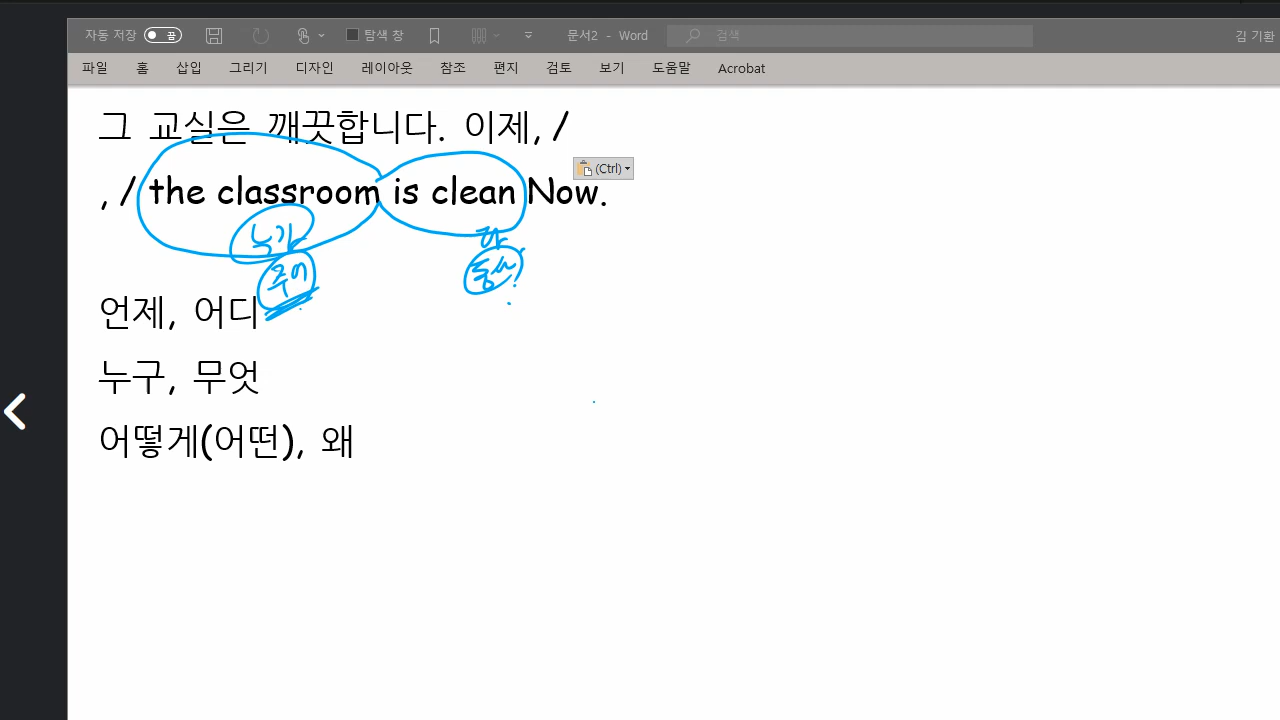 자동 저장 끔 탐색 창 문서2 - Word 검색 김 기환
파일 홈 삽입 그리기 디자인 레이아웃 참조 편지 검토 보기 도움말 Acrobat
그 교실은 깨끗합니다. 이제, /
(Ctrl)
, / the classroom is clean Now.
누가
주어 동사
언제, 어디
누구, 무엇
어떻게(어떤), 왜